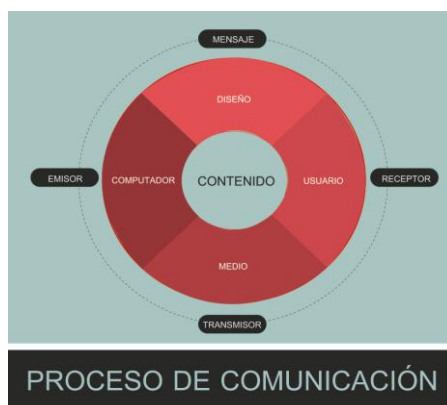 MENSAJE
DISEÑO
EMISOR
COMPUTADOR
CONTENIDO
USUARIO
RECEPTOR
MEDIO
TRANSMISOR
PROCESO DE COMUNICACIÓN